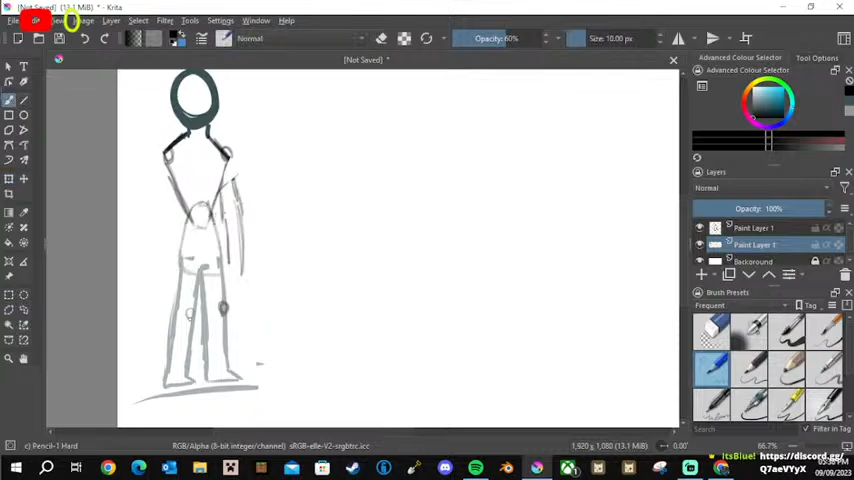 [Not Saved] (13.1 MiB) * - Krita
File Edit View Image Layer Select Filter Tools Settings Window Help
Normal Opacity: 60% Size: 10.00 px
[Not Saved] *
Advanced Colour Selector Tool Options
Advanced Colour Selector
Layers
Normal
Opacity: 100%
Paint Layer 1
Paint Layer 1
Background
Brush Presets
Frequent Tag
Search Filter in Tag
c) Pencil-1 Hard RGB/Alpha (8-bit integer/channel) sRGB-elle-V2-srgbtrc.icc 1,920 x 1,080 (13.1 MiB) 0.00° 66.7%
ItsBlue! https://discord.gg/
Q7aeVYyX
09/09/2023